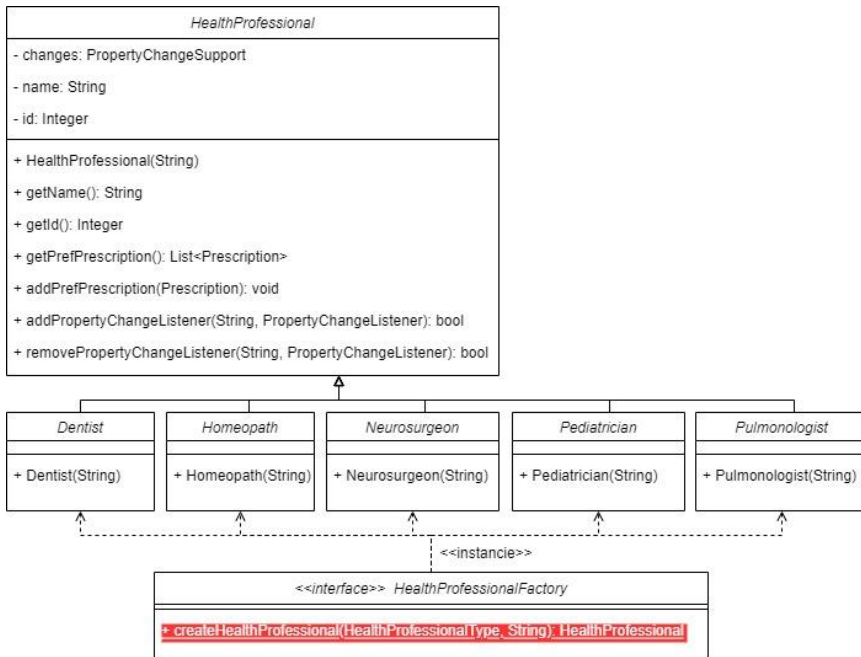 HealthProfessional
- changes: PropertyChangeSupport
- name: String
- id: Integer
+ HealthProfessional(String)
+ getName(): String
+ getId(): Integer
+ getPrefPrescription(): List<Prescription>
+ addPrefPrescription(Prescription): void
+ addPropertyChangeListener(String, PropertyChangeListener): bool
+ removePropertyChangeListener(String, PropertyChangeListener): bool
Dentist
+ Dentist(String)
Homeopath
+ Homeopath(String)
Neurosurgeon
+ Neurosurgeon(String)
Pediatrician
+ Pediatrician(String)
Pulmonologist
+ Pulmonologist(String)
<<instancie>>
<<interface>> HealthProfessionalFactory
+ createHealthProfessional(HealthProfessionalType, String): HealthProfessional